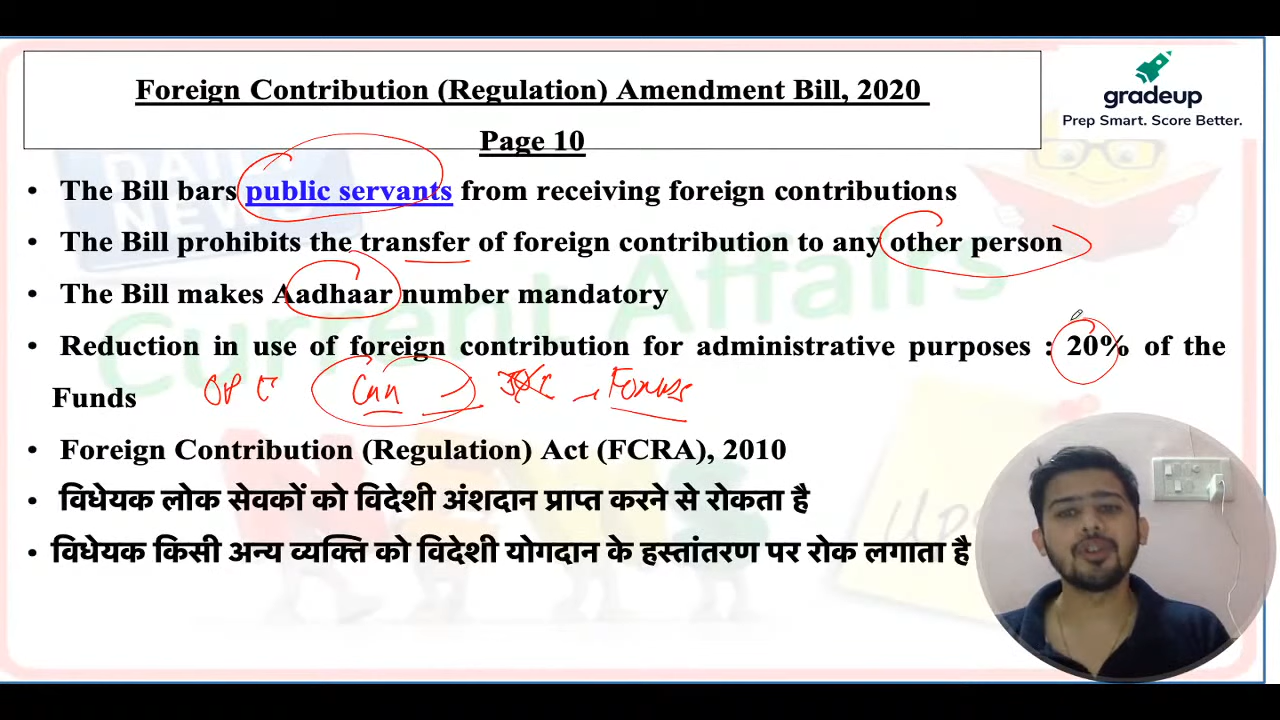 Foreign Contribution (Regulation) Amendment Bill, 2020
Page 10
gradeup
Prep Smart. Score Better.
• The Bill bars public servants from receiving foreign contributions
• The Bill prohibits the transfer of foreign contribution to any other person
• The Bill makes Aadhaar number mandatory
• Reduction in use of foreign contribution for administrative purposes : 20% of the
Funds
• Foreign Contribution (Regulation) Act (FCRA), 2010
• विधेयक लोक सेवकों को विदेशी अंशदान प्राप्त करने से रोकता है
• विधेयक किसी अन्य व्यक्ति को विदेशी योगदान के हस्तांतरण पर रोक लगाता है
Current Affairs